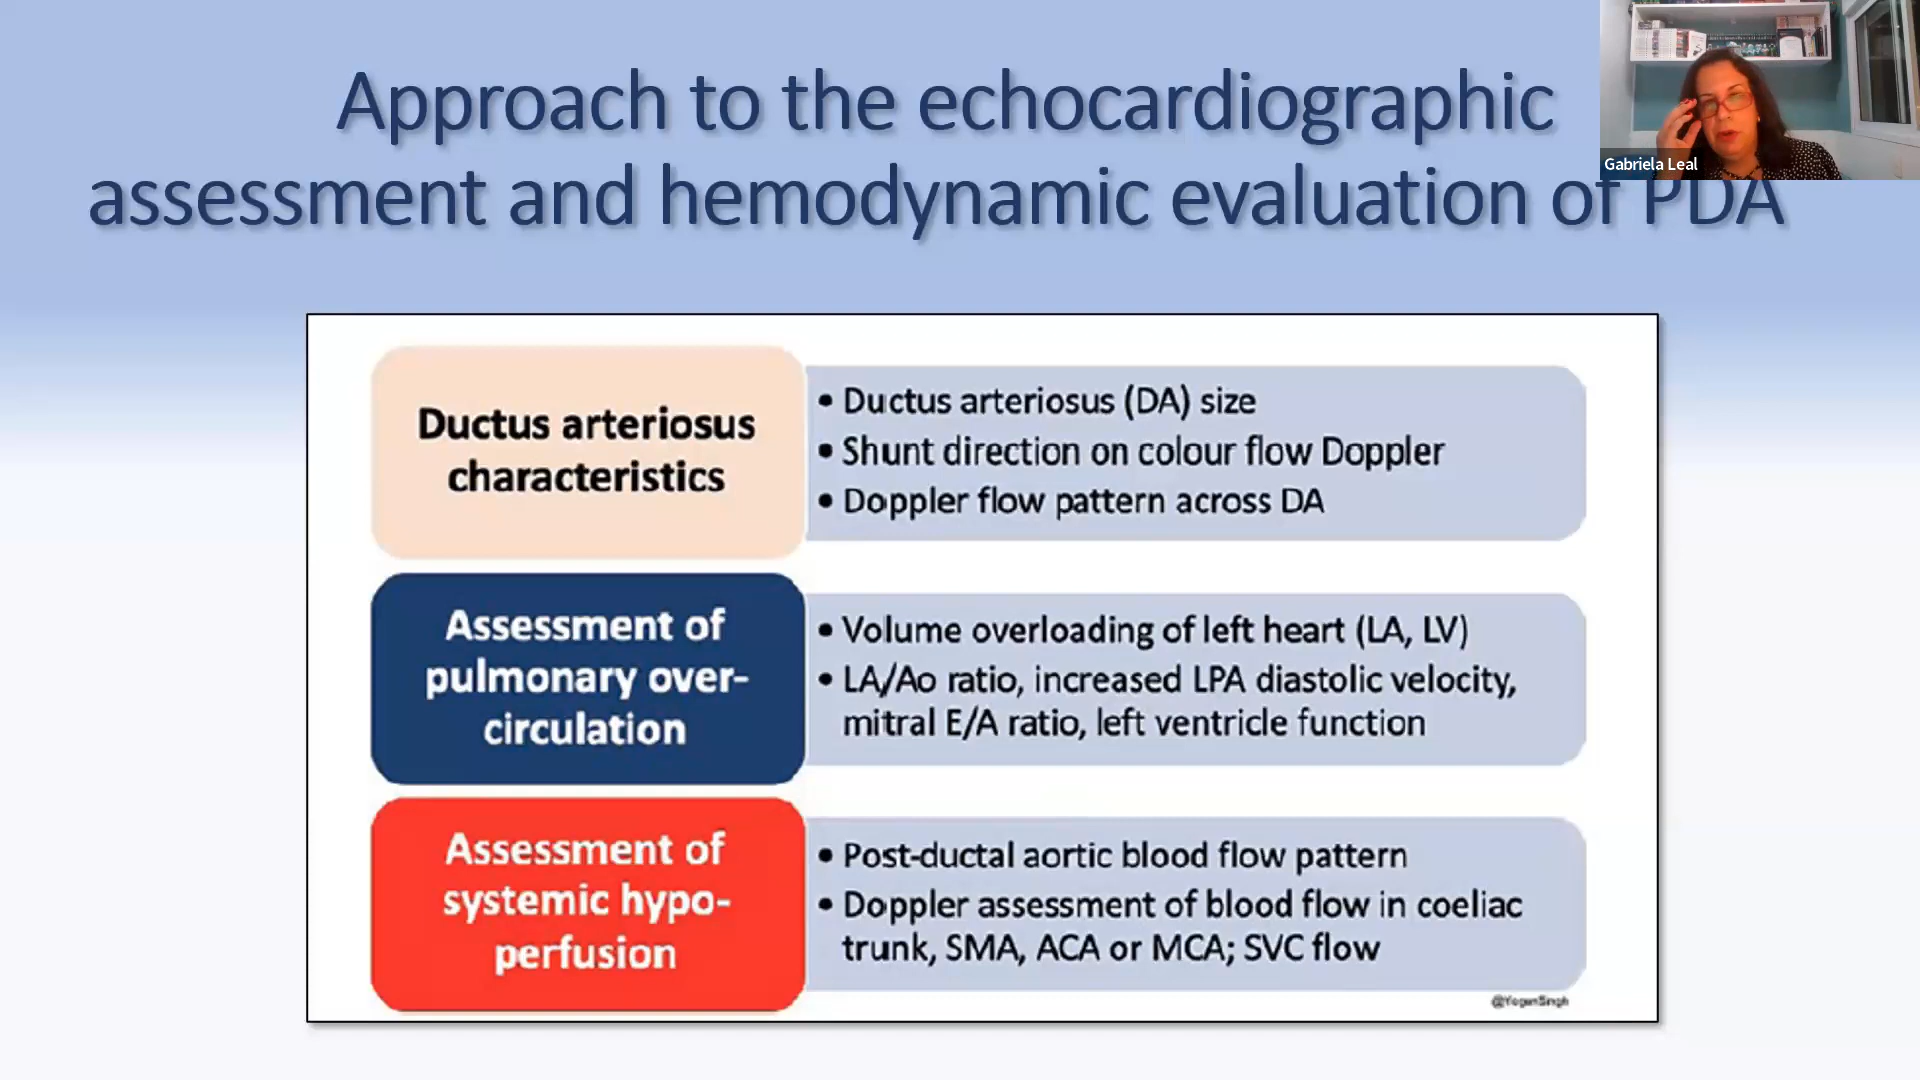 Approach to the echocardiographic
assessment and hemodynamic evaluation of PDA
Gabriela Leal
Ductus arteriosus
characteristics
• Ductus arteriosus (DA) size
• Shunt direction on colour flow Doppler
• Doppler flow pattern across DA
Assessment of
pulmonary over-
circulation
• Volume overloading of left heart (LA, LV)
• LA/Ao ratio, increased LPA diastolic velocity,
mitral E/A ratio, left ventricle function
Assessment of
systemic hypo-
perfusion
• Post-ductal aortic blood flow pattern
• Doppler assessment of blood flow in coeliac
trunk, SMA, ACA or MCA; SVC flow
@YogenSingh